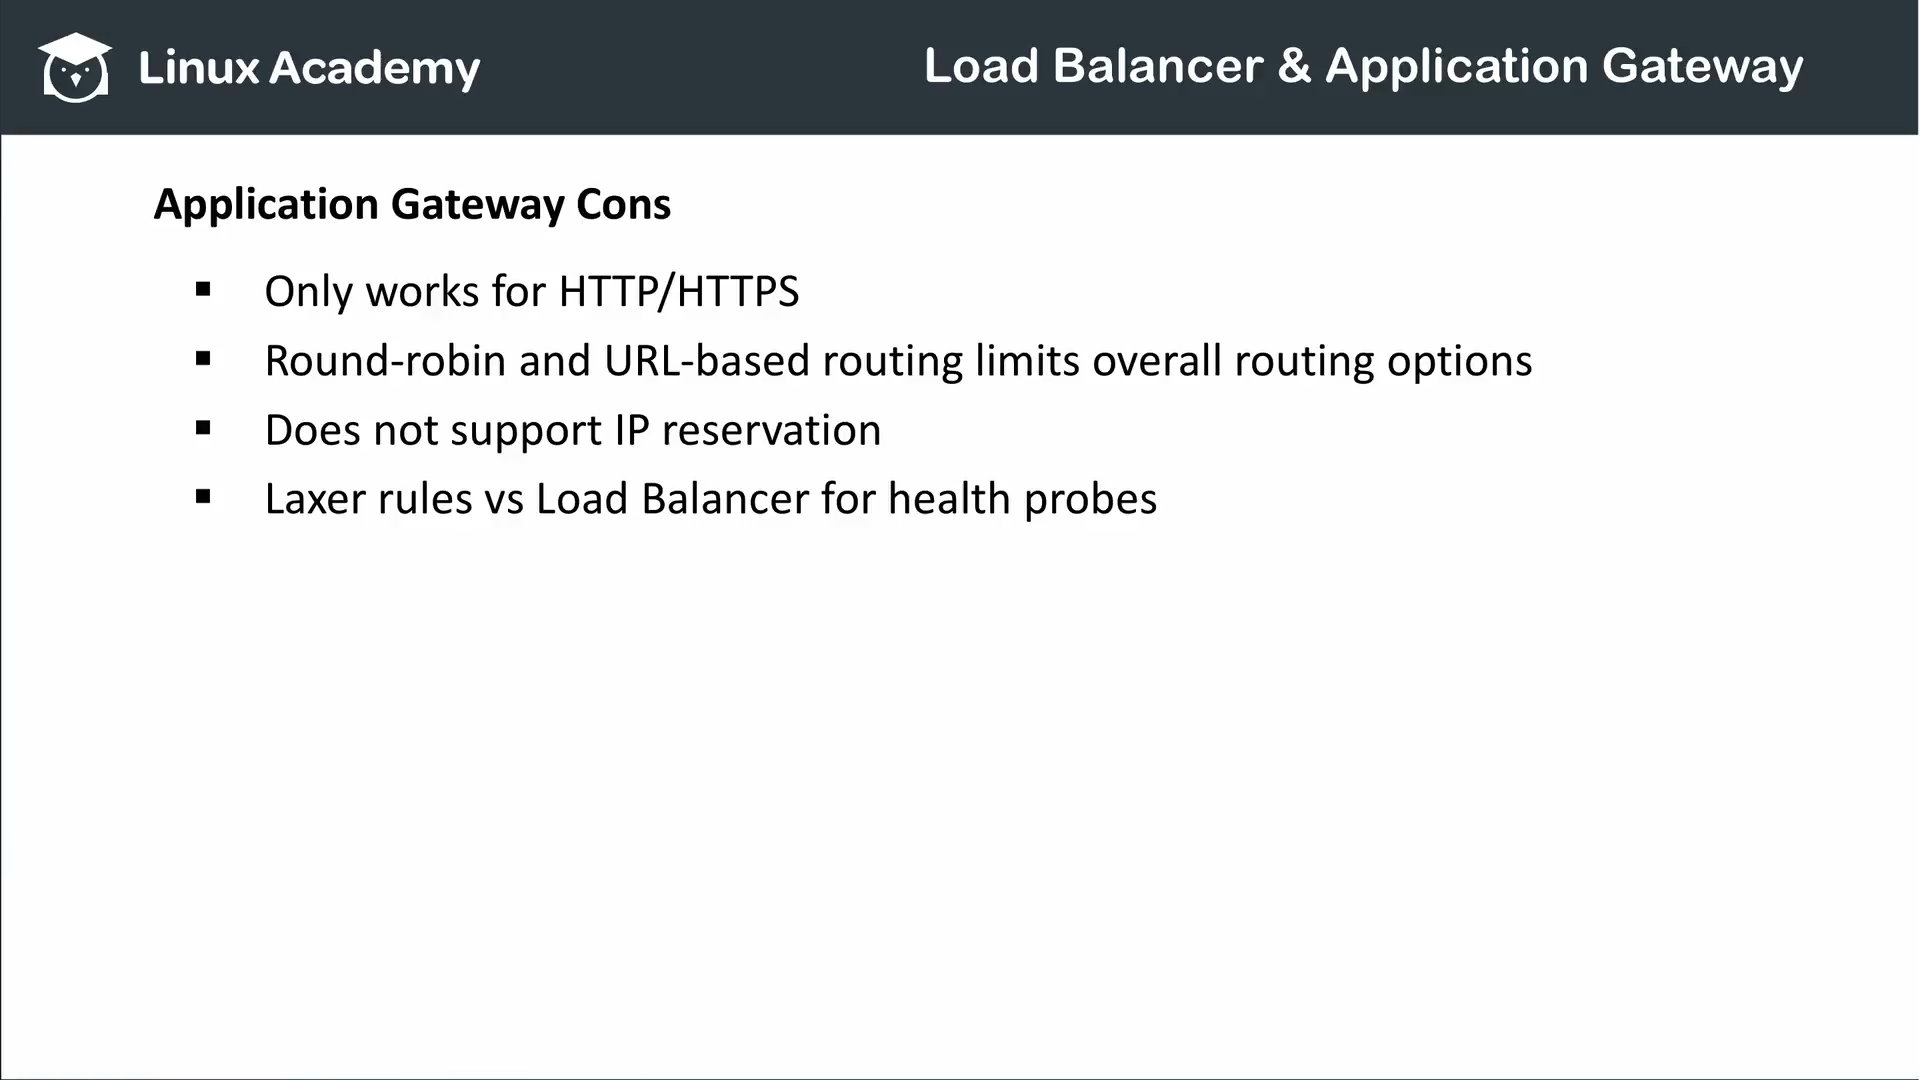 Linux Academy
Load Balancer & Application Gateway
Application Gateway Cons
▪ Only works for HTTP/HTTPS
▪ Round-robin and URL-based routing limits overall routing options
▪ Does not support IP reservation
▪ Laxer rules vs Load Balancer for health probes